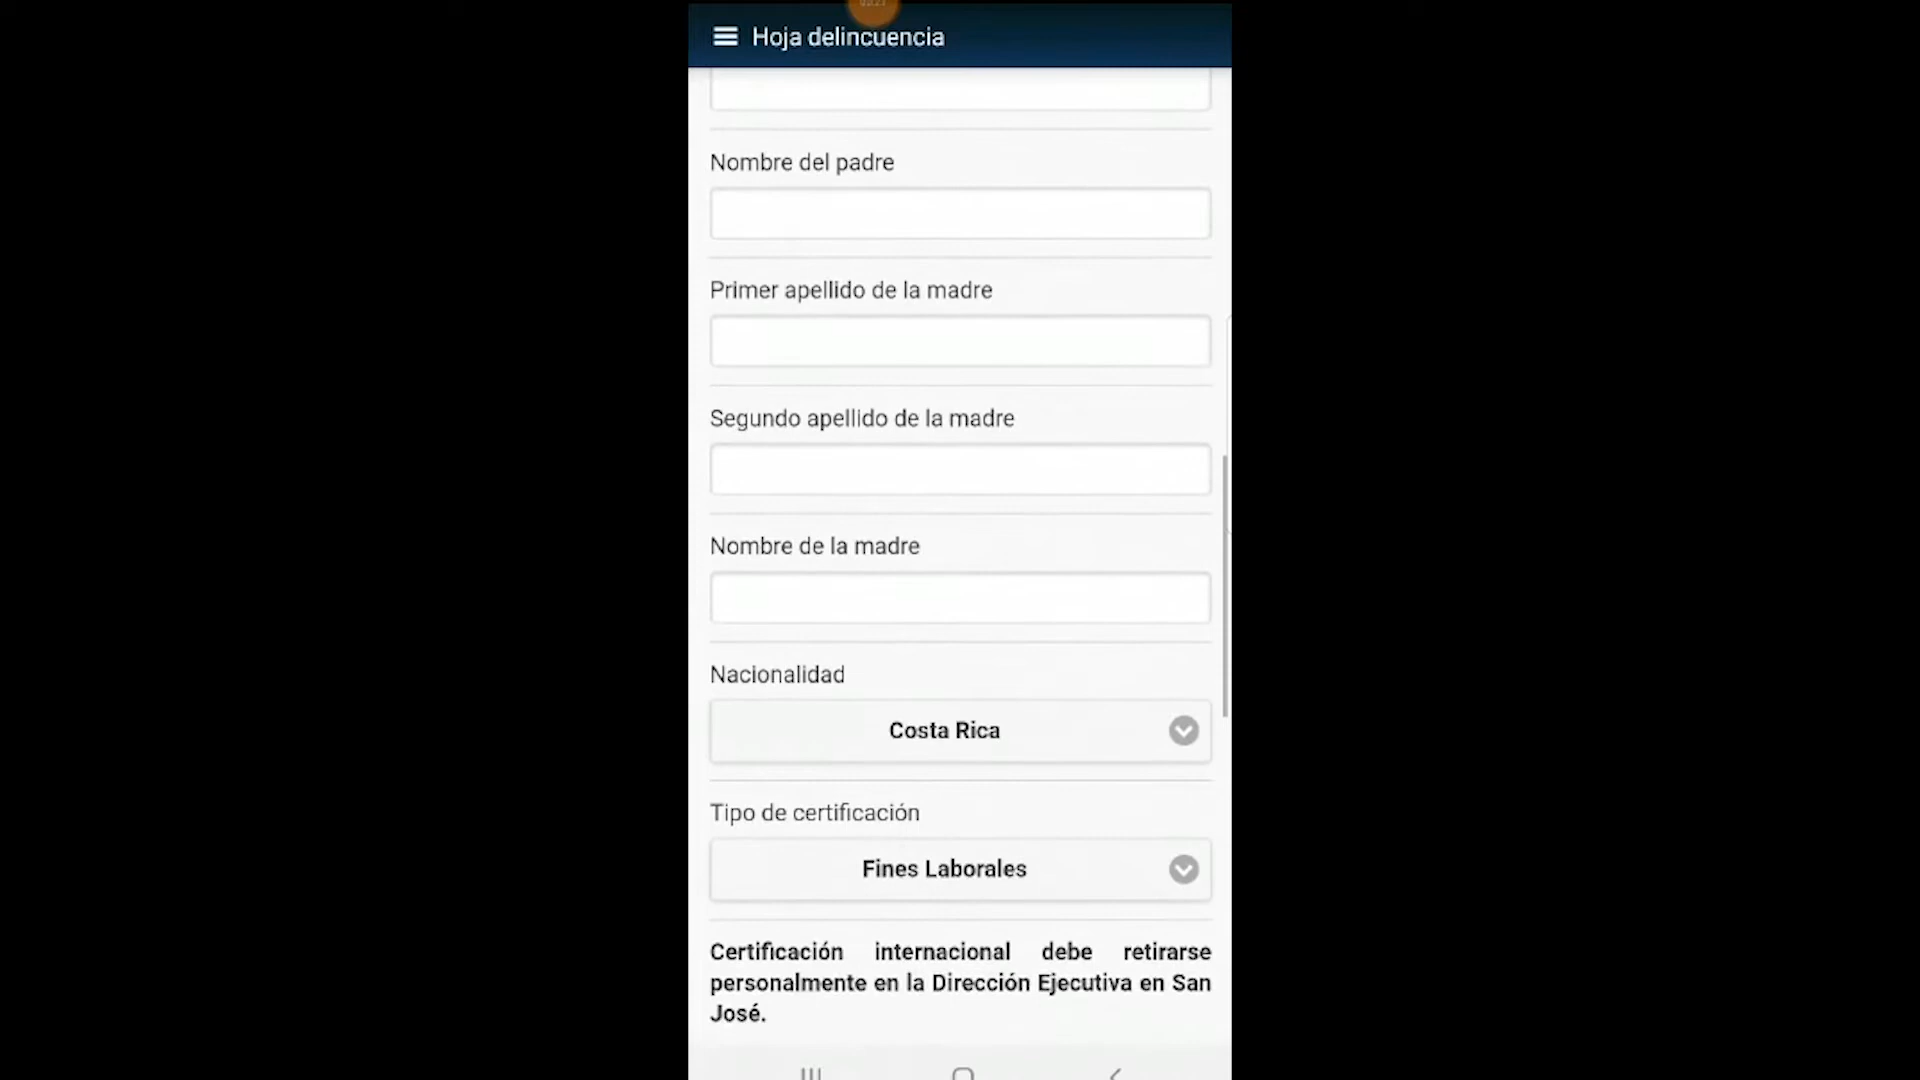 00:27
Hoja delincuencia
Nombre del padre
Primer apellido de la madre
Segundo apellido de la madre
Nombre de la madre
Nacionalidad
Costa Rica
Tipo de certificación
Fines Laborales
Certificación internacional debe retirarse
personalmente en la Dirección Ejecutiva en San
José.